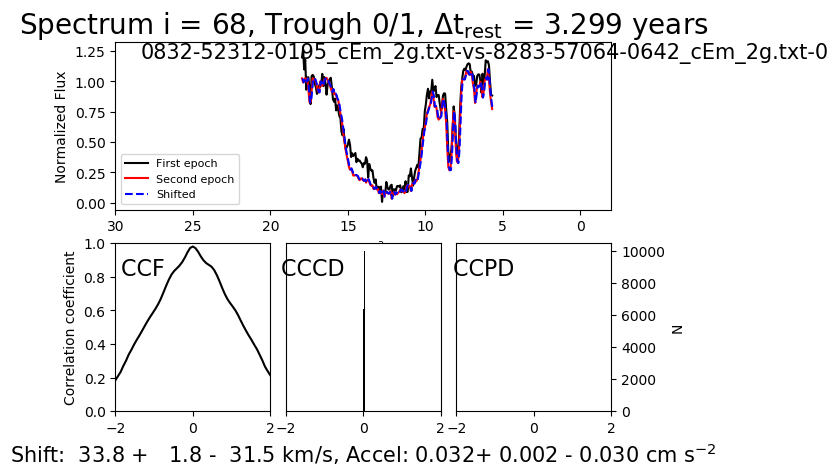 Spectrum i = 68, Trough 0/1, Δt_rest = 3.299 years
0832-52312-0195_cEm_2g.txt-vs-8283-57064-0642_cEm_2g.txt-0
Normalized Flux
1.25
1.00
0.75
0.50
0.25
0.00
First epoch
Second epoch
Shifted
30 25 20 15 10 5 0
Correlation coefficient
1.0
0.8
0.6
0.4
0.2
0.0
CCF
CCCD
CCPD
10000
8000
6000
4000
2000
0
N
−2 0 2
−2 0 2
−2 0 2
Shift: 33.8 + 1.8 - 31.5 km/s, Accel: 0.032+ 0.002 - 0.030 cm s⁻²